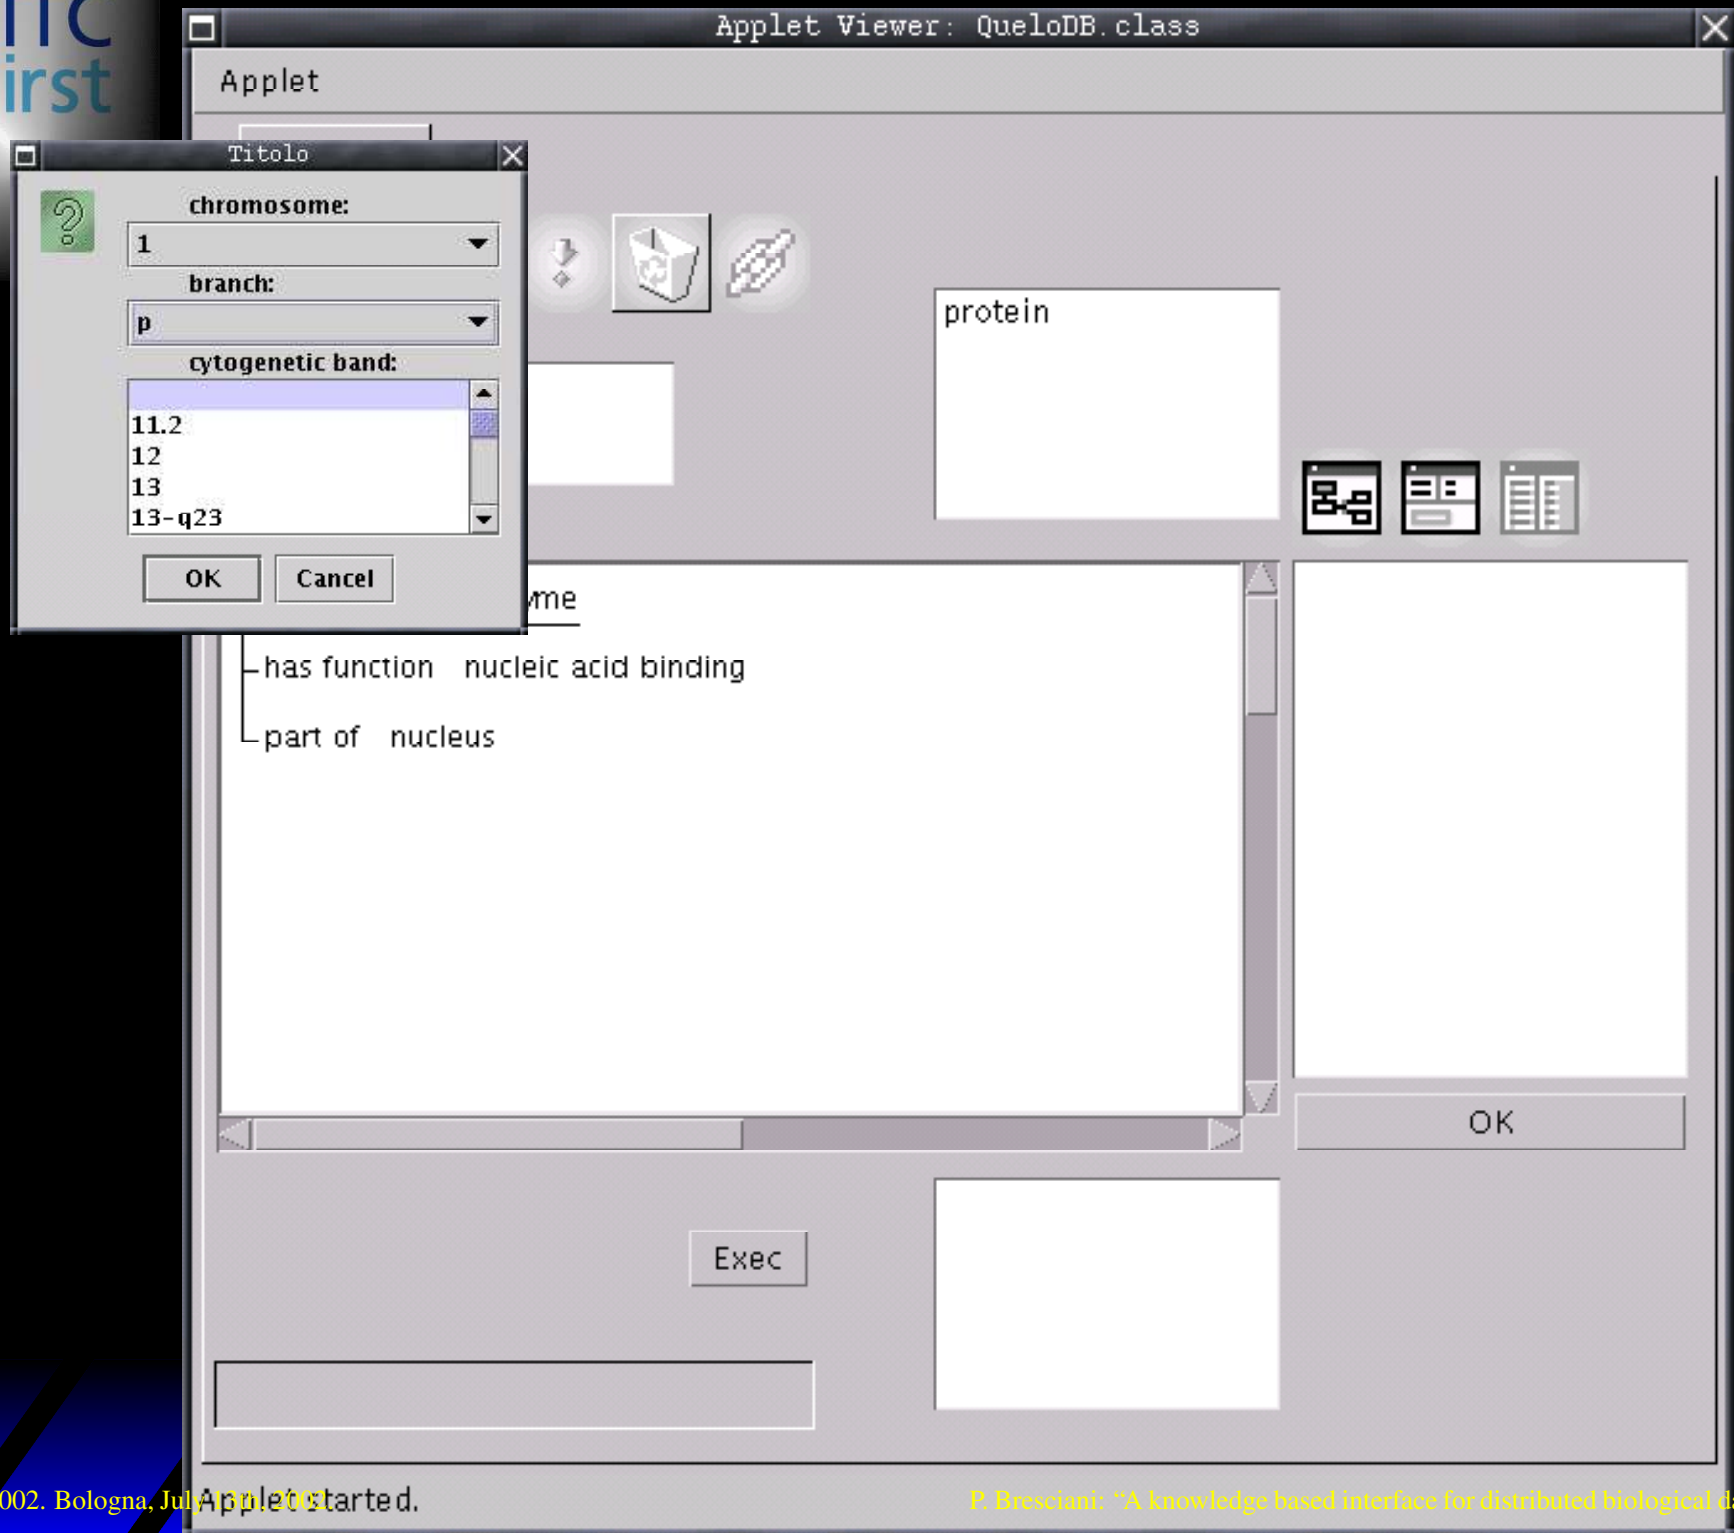 irst
Applet Viewer: QueloDB.class
Applet
Titolo
chromosome:
1
branch:
p
cytogenetic band:
11.2
12
13
13-q23
OK Cancel
protein
has function nucleic acid binding
part of nucleus
OK
Exec
Applet started.
002. Bologna, July 13th, 2002.
P. Bresciani: “A knowledge based interface for distributed biological